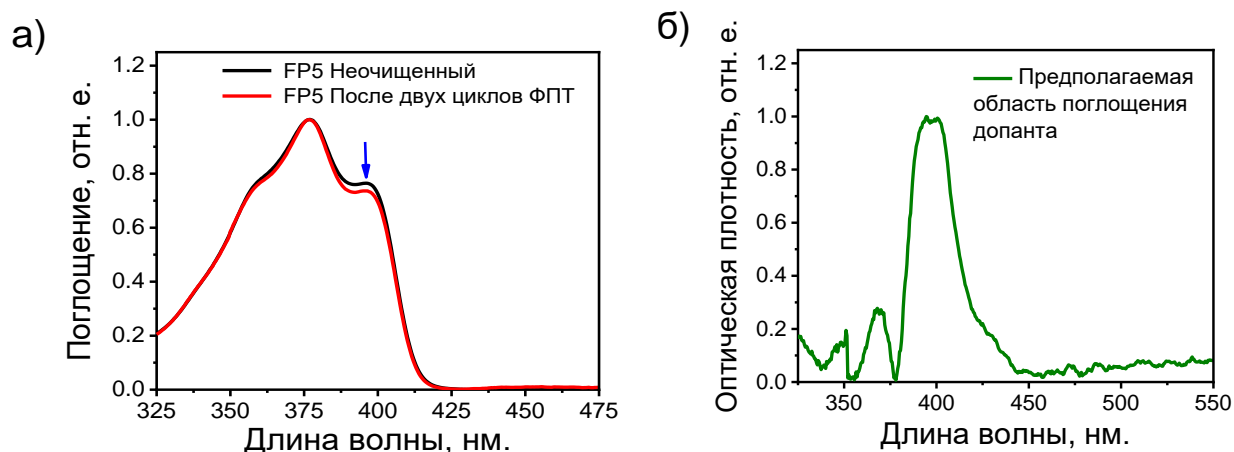 а)
Поглощение, отн. е.
1.2
1.0
0.8
0.6
0.4
0.2
0.0
FP5 Неочищенный
FP5 После двух циклов ФПТ
325 350 375 400 425 450 475
Длина волны, нм.
б)
Оптическая плотность, отн. е.
1.2
1.0
0.8
0.6
0.4
0.2
0.0
Предполагаемая
область поглощения
допанта
350 400 450 500 550
Длина волны, нм.